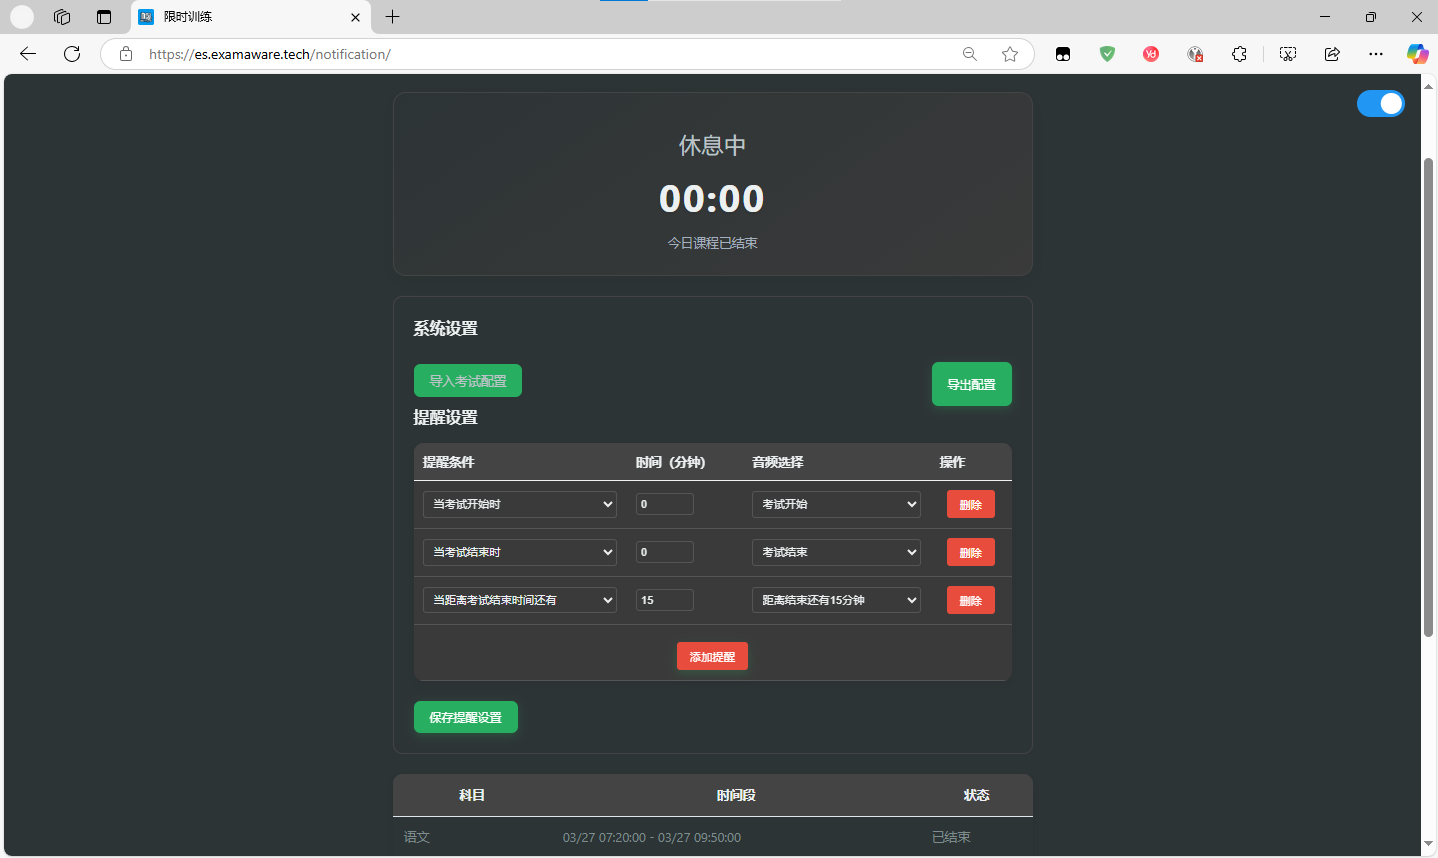 限时训练
https://es.examaware.tech/notification/
休息中
00:00
今日课程已结束
系统设置
导入考试配置
导出配置
提醒设置
提醒条件 时间（分钟） 音频选择 操作
当考试开始时 0 考试开始 删除
当考试结束时 0 考试结束 删除
当距离考试结束时间还有 15 距离结束还有15分钟 删除
添加提醒
保存提醒设置
科目 时间段 状态
语文 03/27 07:20:00 - 03/27 09:50:00 已结束